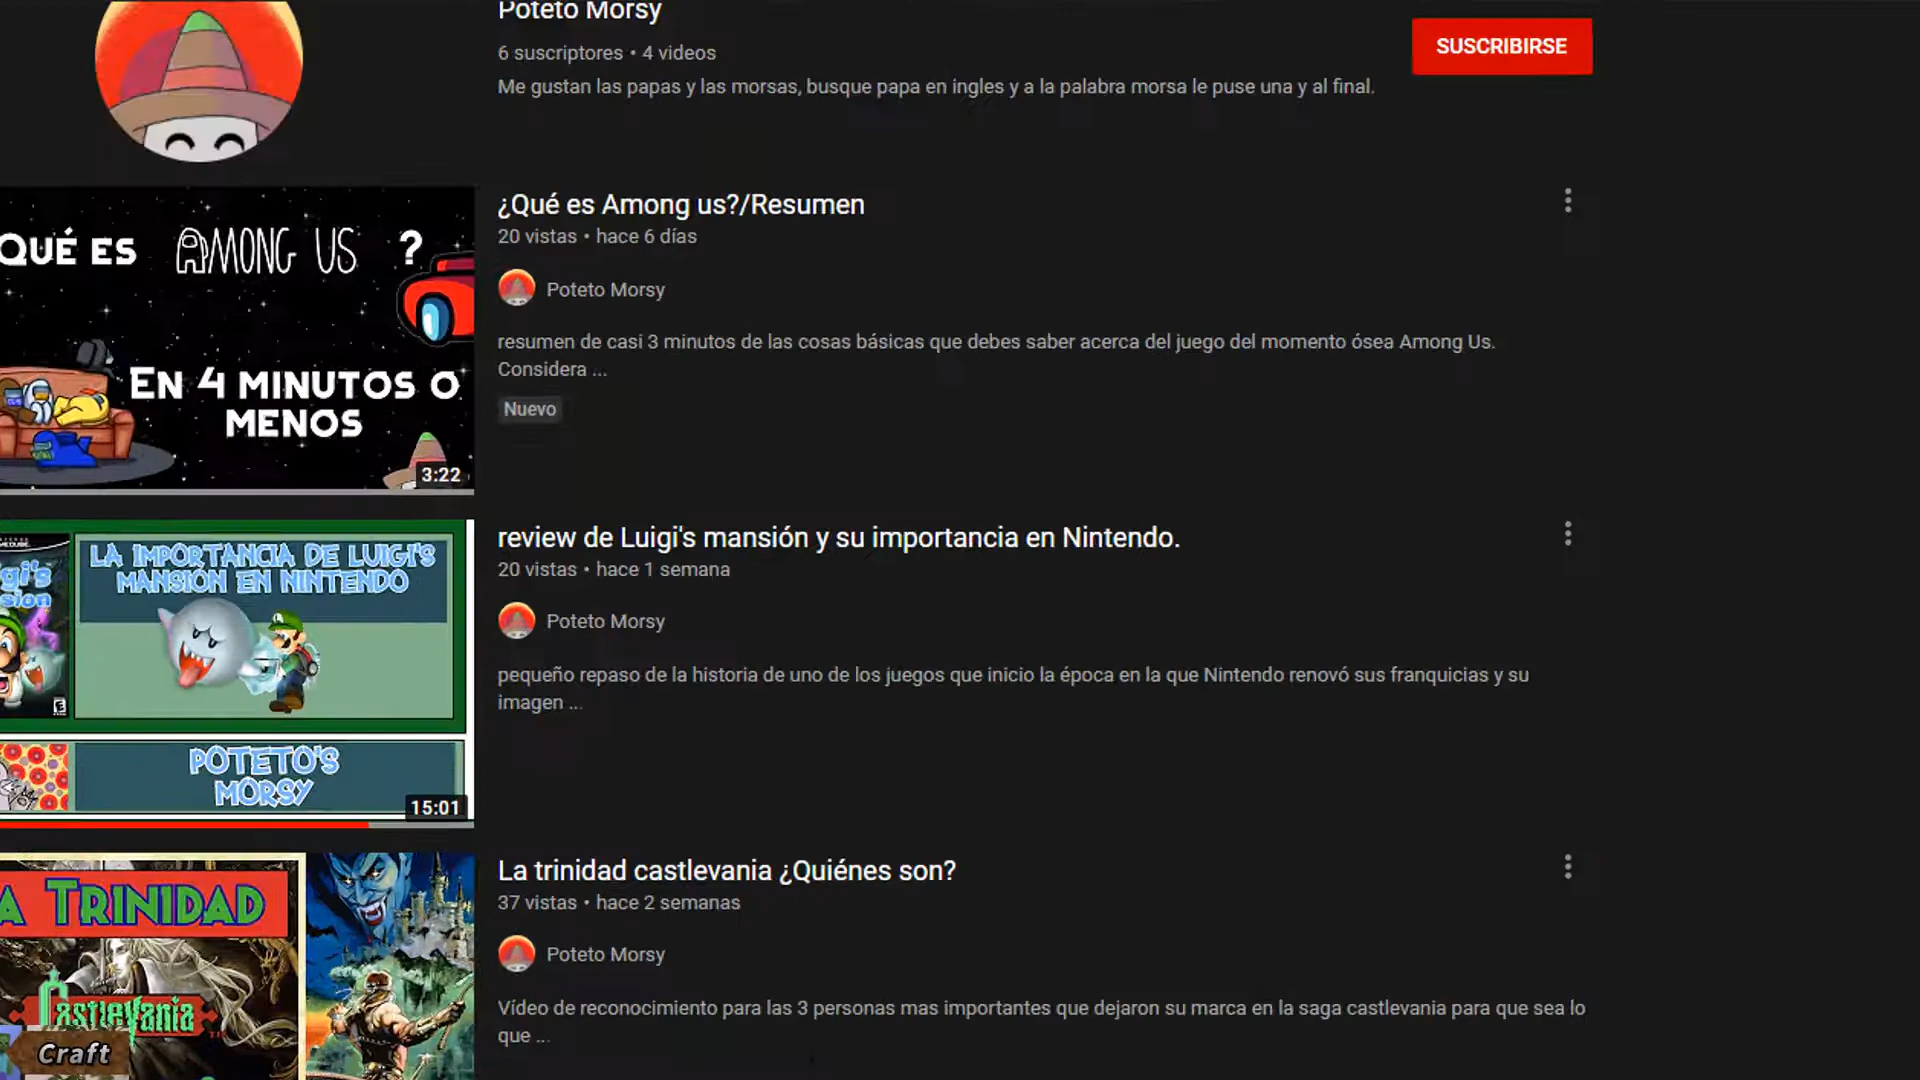 Poteto Morsy
6 suscriptores • 4 videos
SUSCRIBIRSE
Me gustan las papas y las morsas, busque papa en ingles y a la palabra morsa le puse una y al final.
QUÉ ES AMONG US ?
EN 4 MINUTOS O
MENOS
3:22
¿Qué es Among us?/Resumen
20 vistas • hace 6 días
Poteto Morsy
resumen de casi 3 minutos de las cosas básicas que debes saber acerca del juego del momento ósea Among Us.
Considera ...
Nuevo
LA IMPORTANCIA DE LUIGI'S
MANSIÓN EN NINTENDO
POTETO'S
MORSY
15:01
review de Luigi's mansión y su importancia en Nintendo.
20 vistas • hace 1 semana
Poteto Morsy
pequeño repaso de la historia de uno de los juegos que inicio la época en la que Nintendo renovó sus franquicias y su
imagen ...
A TRINIDAD
Castlevania
Craft
La trinidad castlevania ¿Quiénes son?
37 vistas • hace 2 semanas
Poteto Morsy
Vídeo de reconocimiento para las 3 personas mas importantes que dejaron su marca en la saga castlevania para que sea lo
que ...